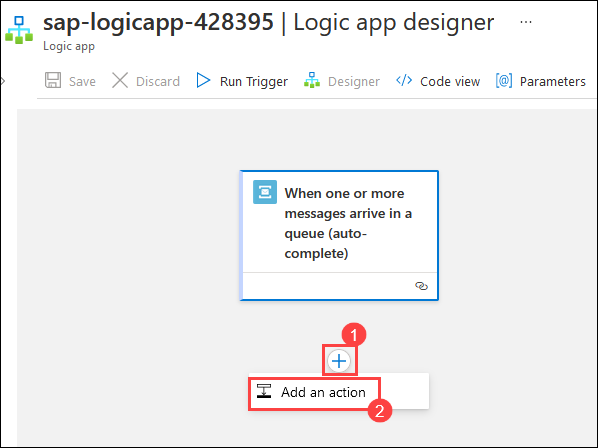 sap-logicapp-428395 | Logic app designer ...
Logic app
Save Discard Run Trigger Designer Code view Parameters
When one or more
messages arrive in a
queue (auto-
complete)
1
Add an action
2